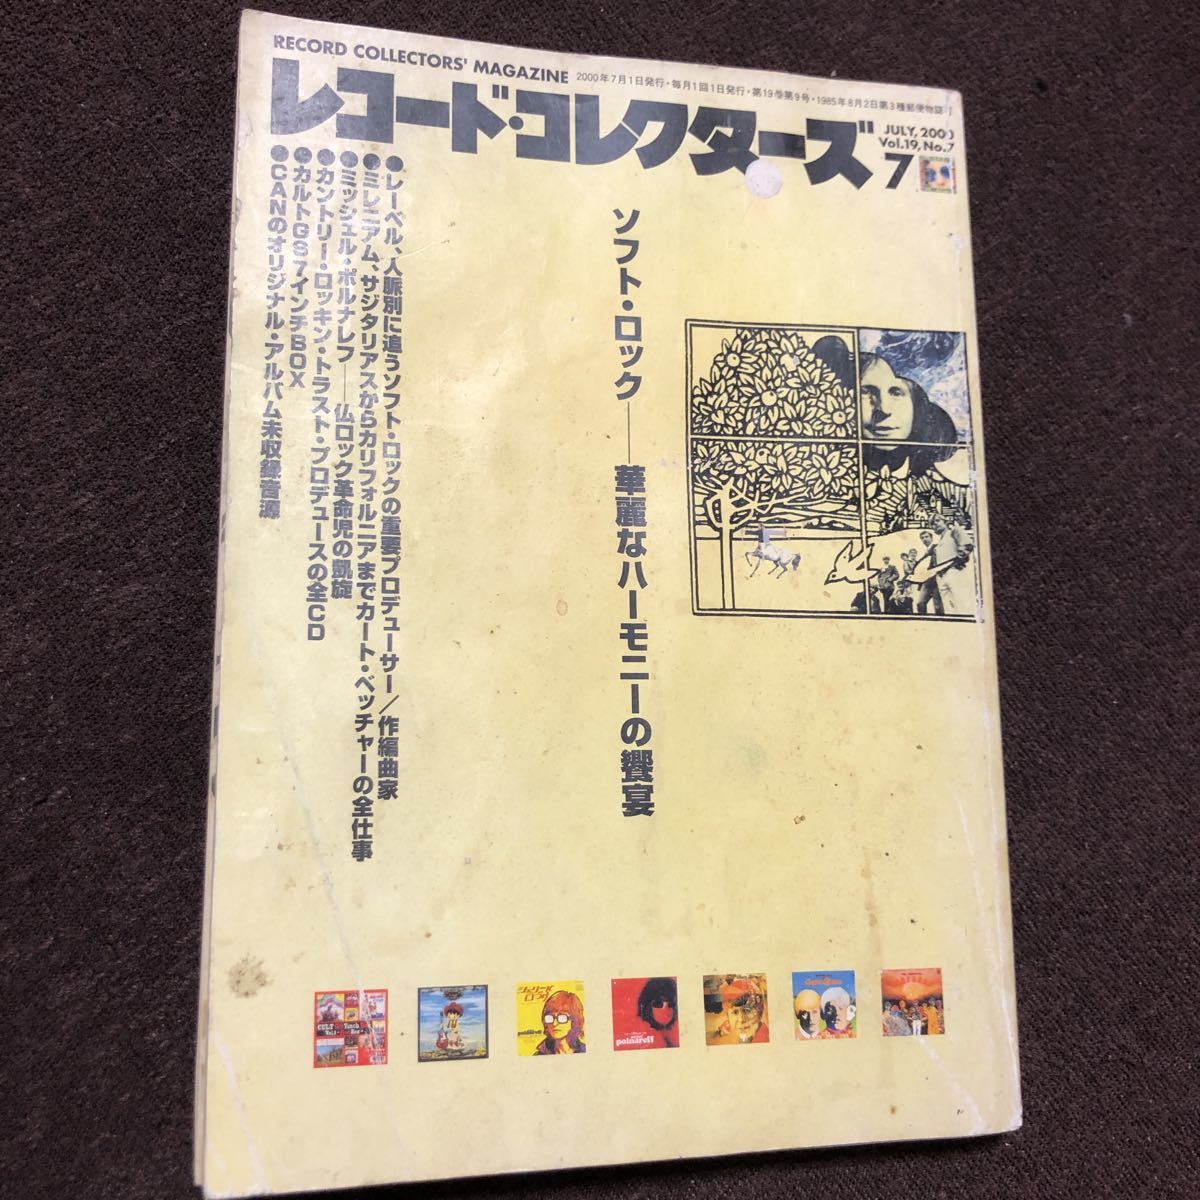 RECORD COLLECTORS' MAGAZINE
2000年7月1日発行・毎月1回1日発行・第19巻第9号・1985年8月2日第3種郵便物認可
レコード・コレクターズ
JULY, 2000
Vol.19, No.7
7
ソフト・ロック――華麗なハーモニーの饗宴
●レーベル、人脈別に追うソフト・ロックの重要プロデューサー／作編曲家
●ミレニアム、サジタリアスからカリフォルニアまでカート・ベッチャーの全仕事
●ミッシェル・ポルナレフ――仏ロック革命児の凱旋
●カントリー・ロッキン・トラスト・プロデュースの全CD
●カルトGS7インチBOX
●CANのオリジナル・アルバム未収録音源
CULT GS 7inch
Box
polnareff
polnareff